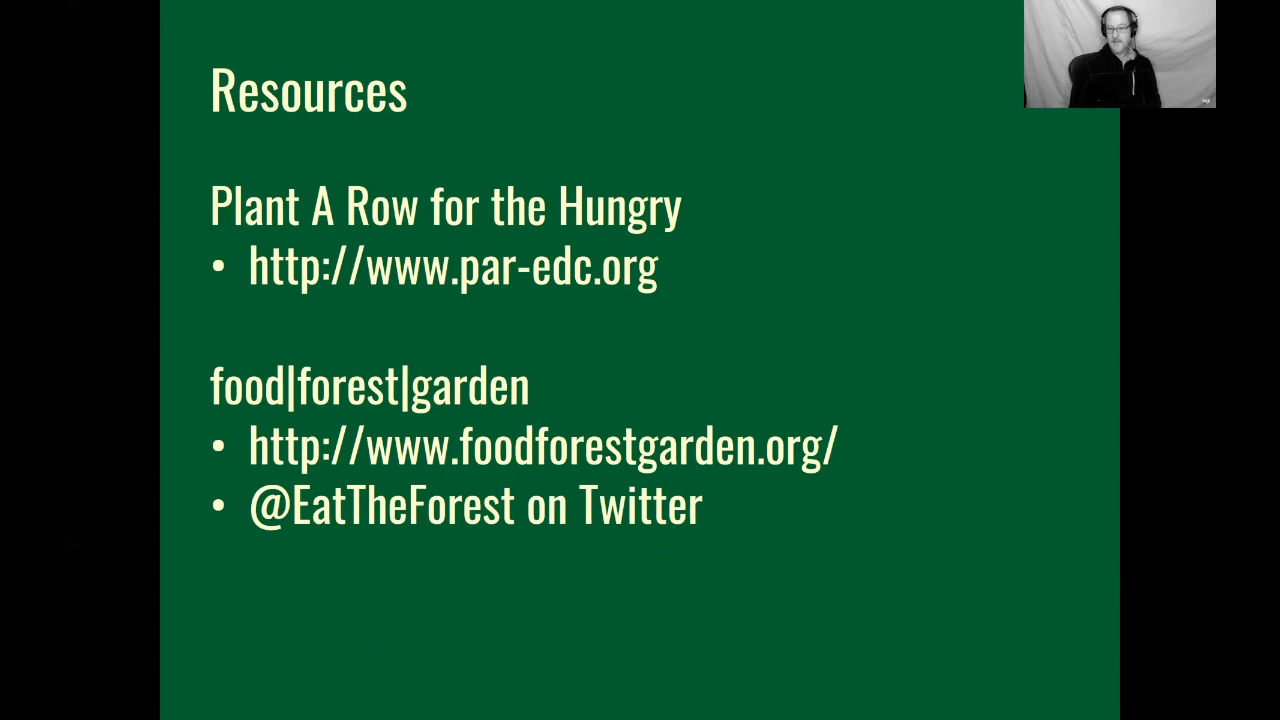 Resources
Plant A Row for the Hungry
• http://www.par-edc.org
food|forest|garden
• http://www.foodforestgarden.org/
• @EatTheForest on Twitter